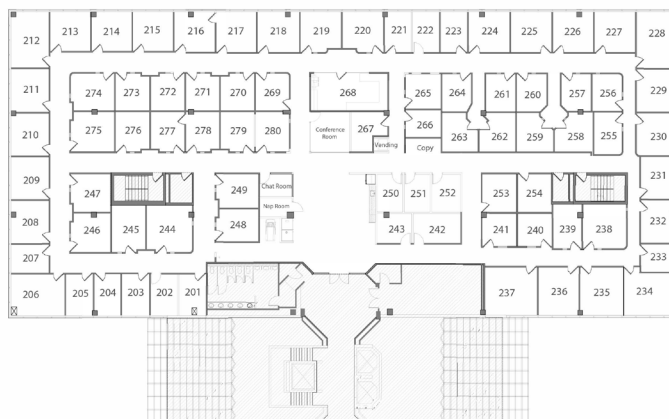 212 213 214 215 216 217 218 219 220 221 222 223 224 225 226 227 228
211 274 273 272 271 270 269 268 265 264 261 260 257 256 229
210 275 276 277 278 279 280 Conference
Room 267 266 263 262 259 258 255 230
Vending Copy
209 247 249 Chat Room 250 251 252 253 254 231
Nap Room
208 246 245 244 248 243 242 241 240 239 238 232
207 233
206 205 204 203 202 201 237 236 235 234